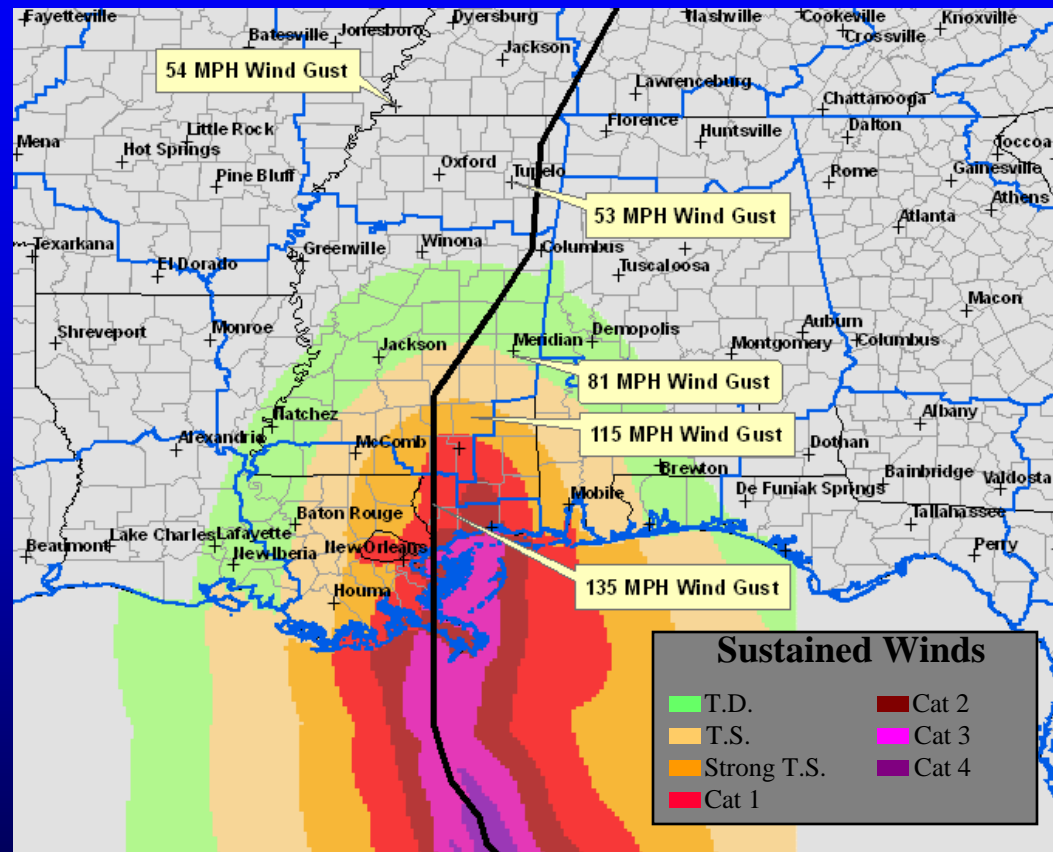 Fayetteville
Batesville
Jonesboro
Dyersburg
Nashville
Cookeville
Knoxville
Crossville
Jackson
54 MPH Wind Gust
Lawrenceburg
Chattanooga
Florence
Huntsville
Dalton
Toccoa
Little Rock
Mena
Hot Springs
Oxford
Tupelo
Rome
Gainesville
Pine Bluff
Athens
53 MPH Wind Gust
Atlanta
Texarkana
Greenville
Winona
Columbus
El Dorado
Tuscaloosa
Macon
Shreveport
Monroe
Demopolis
Auburn
Jackson
Meridian
Montgomery
Columbus
81 MPH Wind Gust
Natchez
Albany
Alexandria
McComb
115 MPH Wind Gust
Dothan
Brewton
Bainbridge
Valdosta
De Funiak Springs
Mobile
Baton Rouge
Tallahassee
Lake Charles
Lafayette
Beaumont
New Iberia
New Orleans
Perry
Houma
135 MPH Wind Gust
Sustained Winds
T.D.
Cat 2
T.S.
Cat 3
Strong T.S.
Cat 4
Cat 1